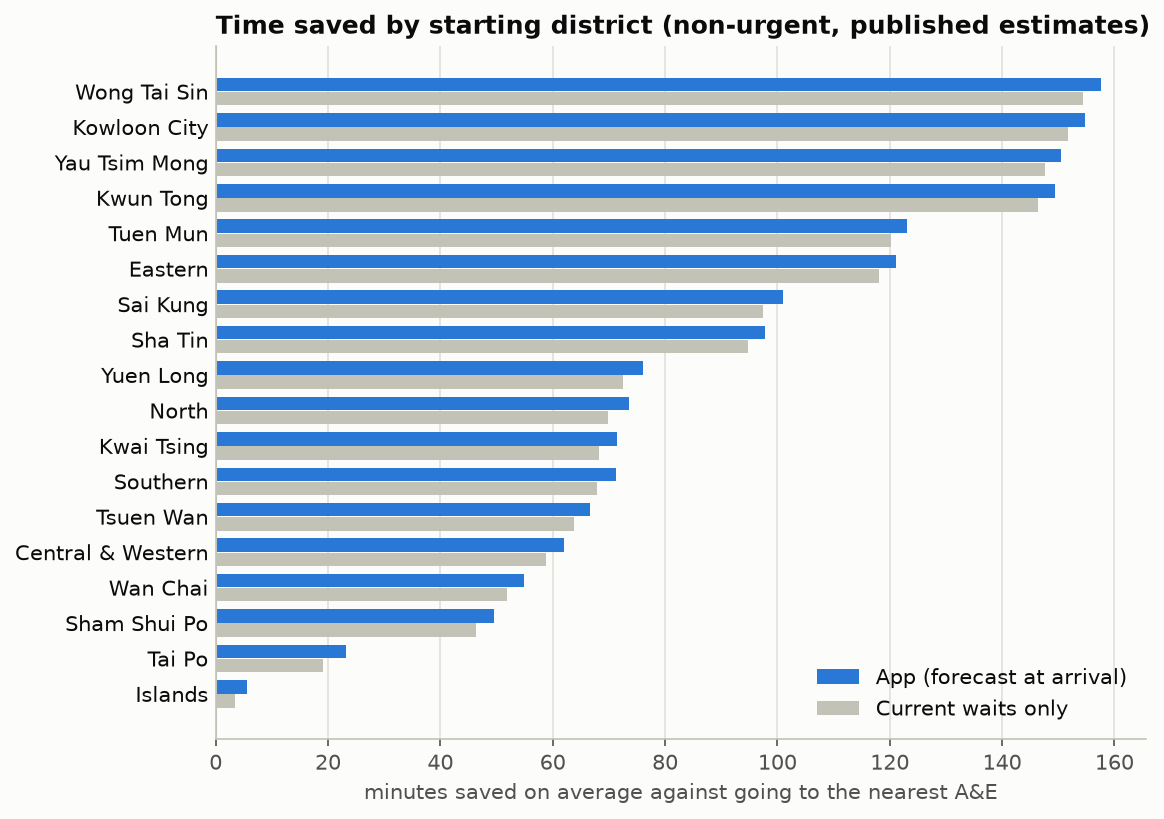 Time saved by starting district (non-urgent, published estimates)
Wong Tai Sin
Kowloon City
Yau Tsim Mong
Kwun Tong
Tuen Mun
Eastern
Sai Kung
Sha Tin
Yuen Long
North
Kwai Tsing
Southern
Tsuen Wan
Central & Western
Wan Chai
Sham Shui Po
Tai Po
Islands
App (forecast at arrival)
Current waits only
0 20 40 60 80 100 120 140 160
minutes saved on average against going to the nearest A&E